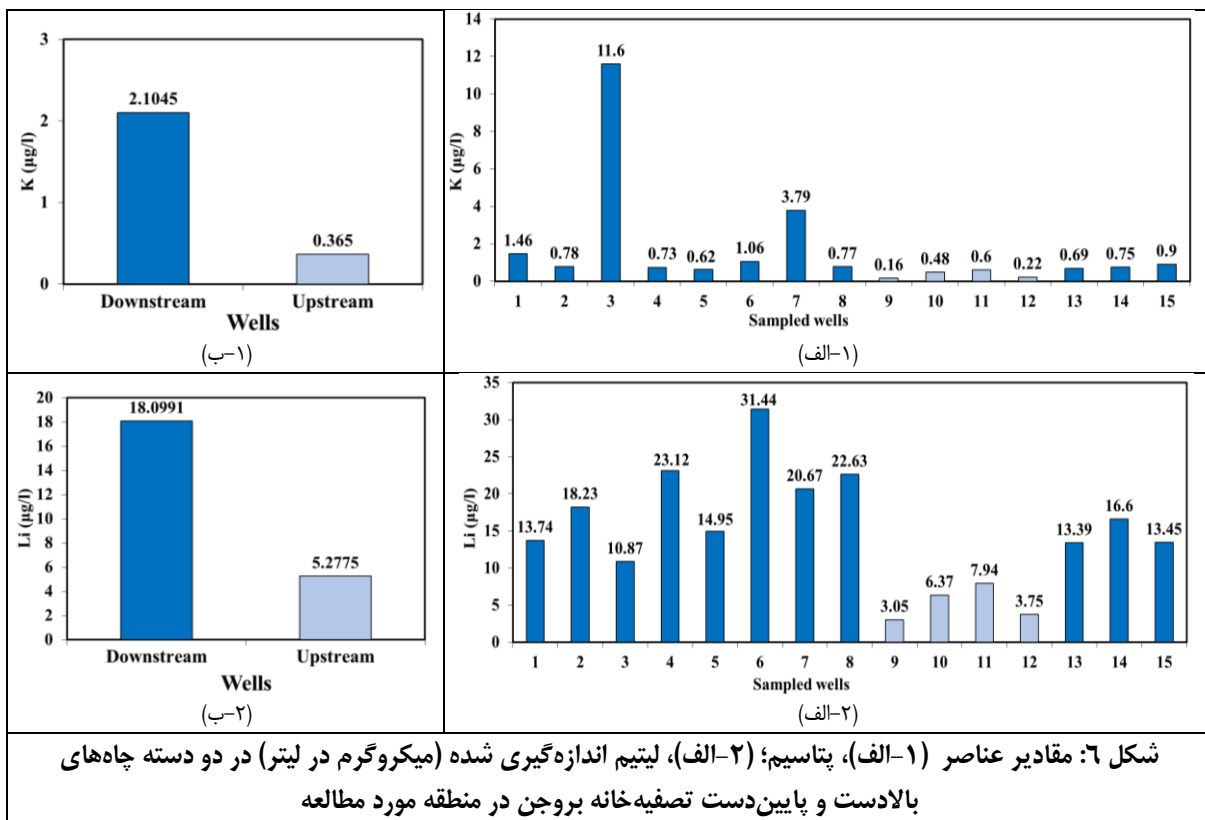 3
2
1
0
K (µg/l)
2.1045
0.365
Downstream Upstream
Wells
(۱-ب)
14
12
10
8
6
4
2
0
K (µg/l)
1.46 0.78 11.6 0.73 0.62 1.06 3.79 0.77 0.16 0.48 0.6 0.22 0.69 0.75 0.9
1 2 3 4 5 6 7 8 9 10 11 12 13 14 15
Sampled wells
(۱-الف)
20
18
16
14
12
10
8
6
4
2
0
Li (µg/l)
18.0991
5.2775
Downstream Upstream
Wells
(۲-ب)
35
30
25
20
15
10
5
0
Li (µg/l)
13.74 18.23 10.87 23.12 14.95 31.44 20.67 22.63 3.05 6.37 7.94 3.75 13.39 16.6 13.45
1 2 3 4 5 6 7 8 9 10 11 12 13 14 15
Sampled wells
(۲-الف)
شکل ٦: مقادیر عناصر (۱-الف)، پتاسیم؛ (۲-الف)، لیتیم اندازه‌گیری شده (میکروگرم در لیتر) در دو دسته چاه‌های
بالادست و پایین‌دست تصفیه‌خانه بروجن در منطقه مورد مطالعه